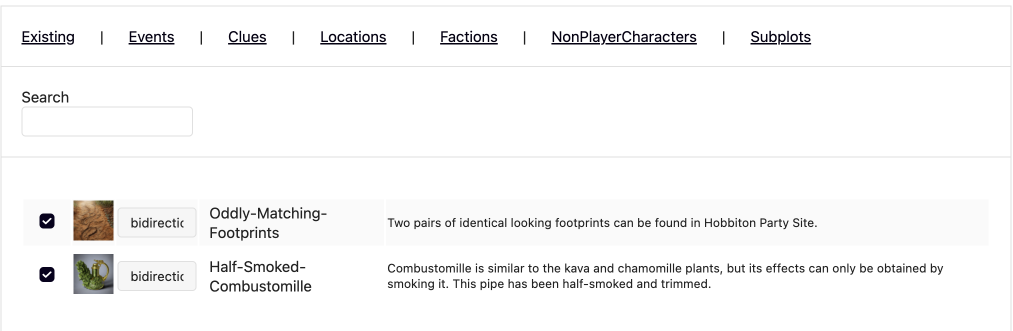 Existing | Events | Clues | Locations | Factions | NonPlayerCharacters | Subplots
Search
bidirectic Oddly-Matching-
Footprints Two pairs of identical looking footprints can be found in Hobbiton Party Site.
bidirectic Half-Smoked-
Combustomille Combustomille is similar to the kava and chamomille plants, but its effects can only be obtained by
smoking it. This pipe has been half-smoked and trimmed.